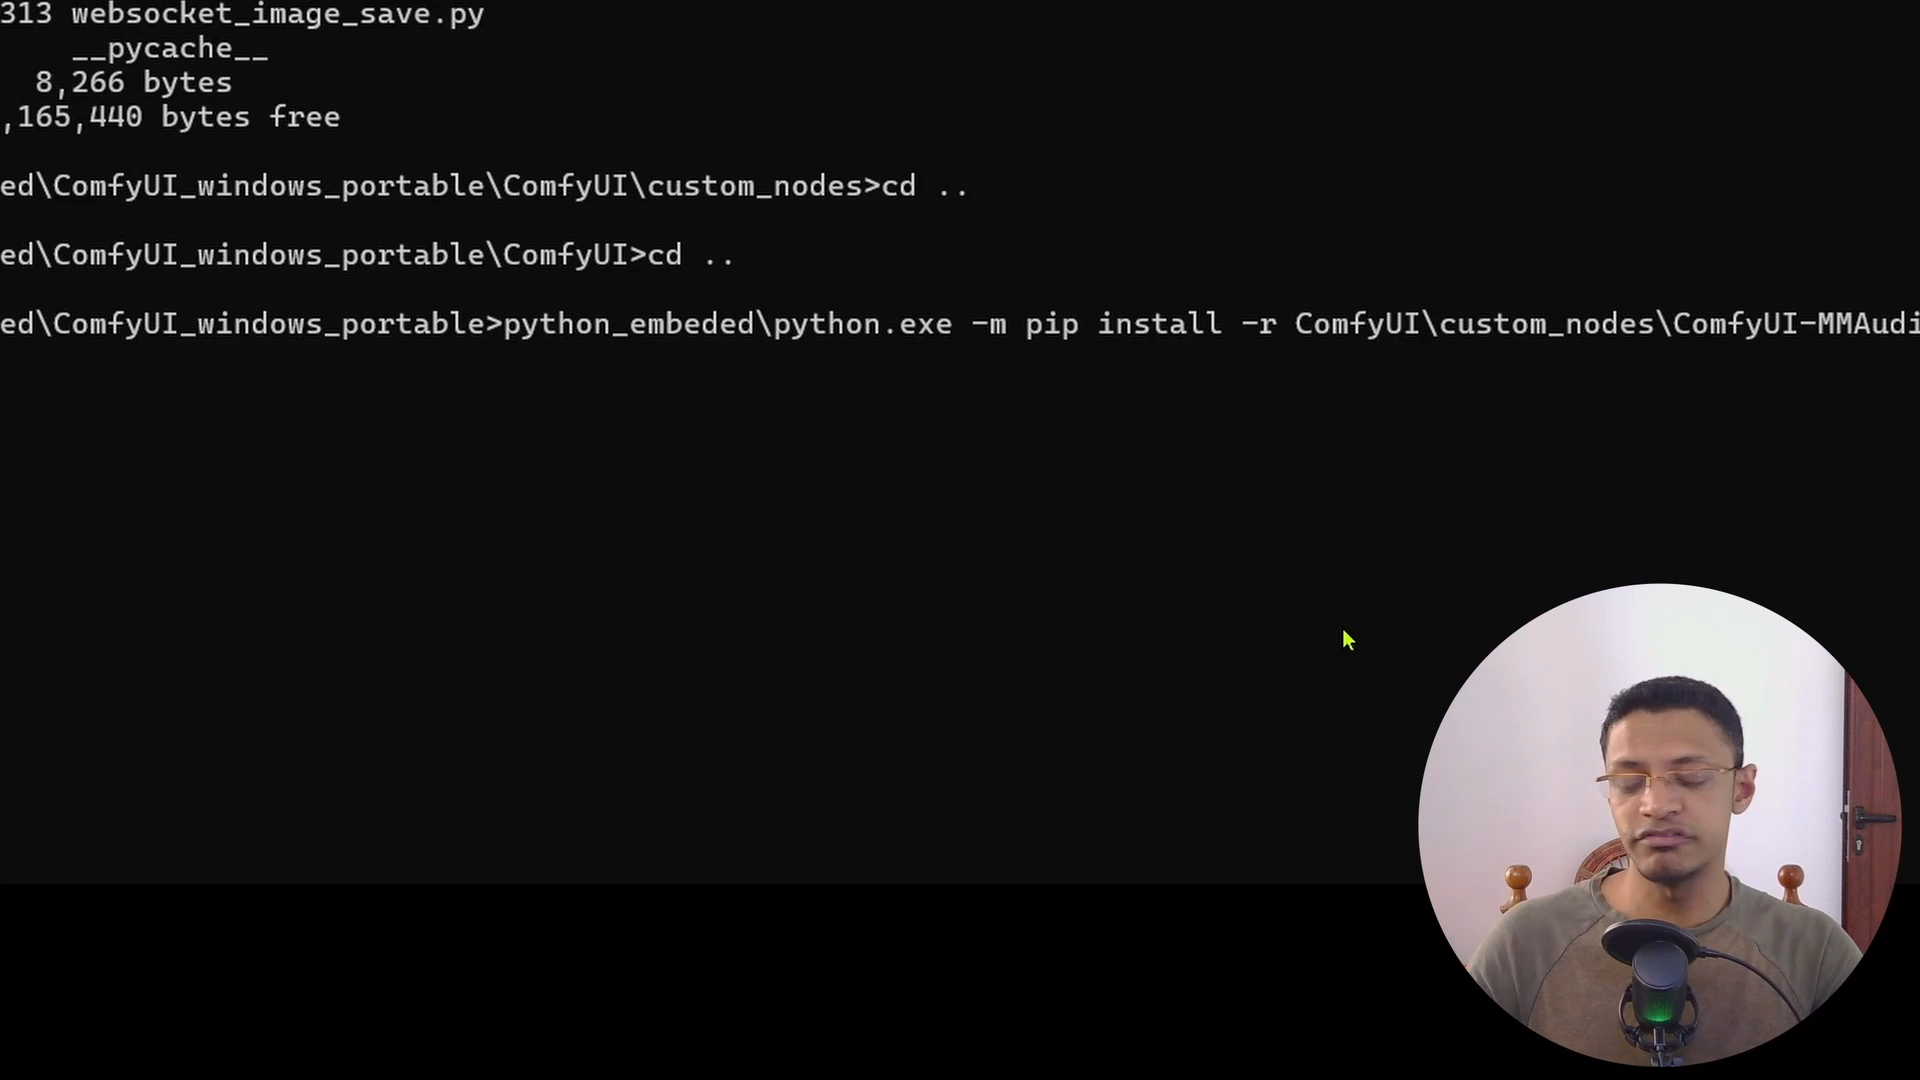 313 websocket_image_save.py
__pycache__
8,266 bytes
,165,440 bytes free
ed\ComfyUI_windows_portable\ComfyUI\custom_nodes>cd ..
ed\ComfyUI_windows_portable\ComfyUI>cd ..
ed\ComfyUI_windows_portable>python_embeded\python.exe -m pip install -r ComfyUI\custom_nodes\ComfyUI-MMAudi